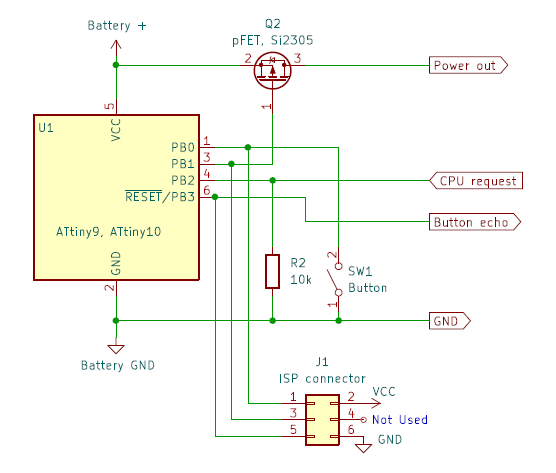 Q2
Battery +
pFET, Si2305
2
3
Power out
1
5
U1
VCC
PB0
1
PB1
3
PB2
4
CPU request
RESET/PB3
6
Button echo
ATtiny9, ATtiny10
GND
2
R2
10k
2
SW1
Button
1
GND
Battery GND
J1
ISP connector
1
2
VCC
3
4
Not Used
5
6
GND